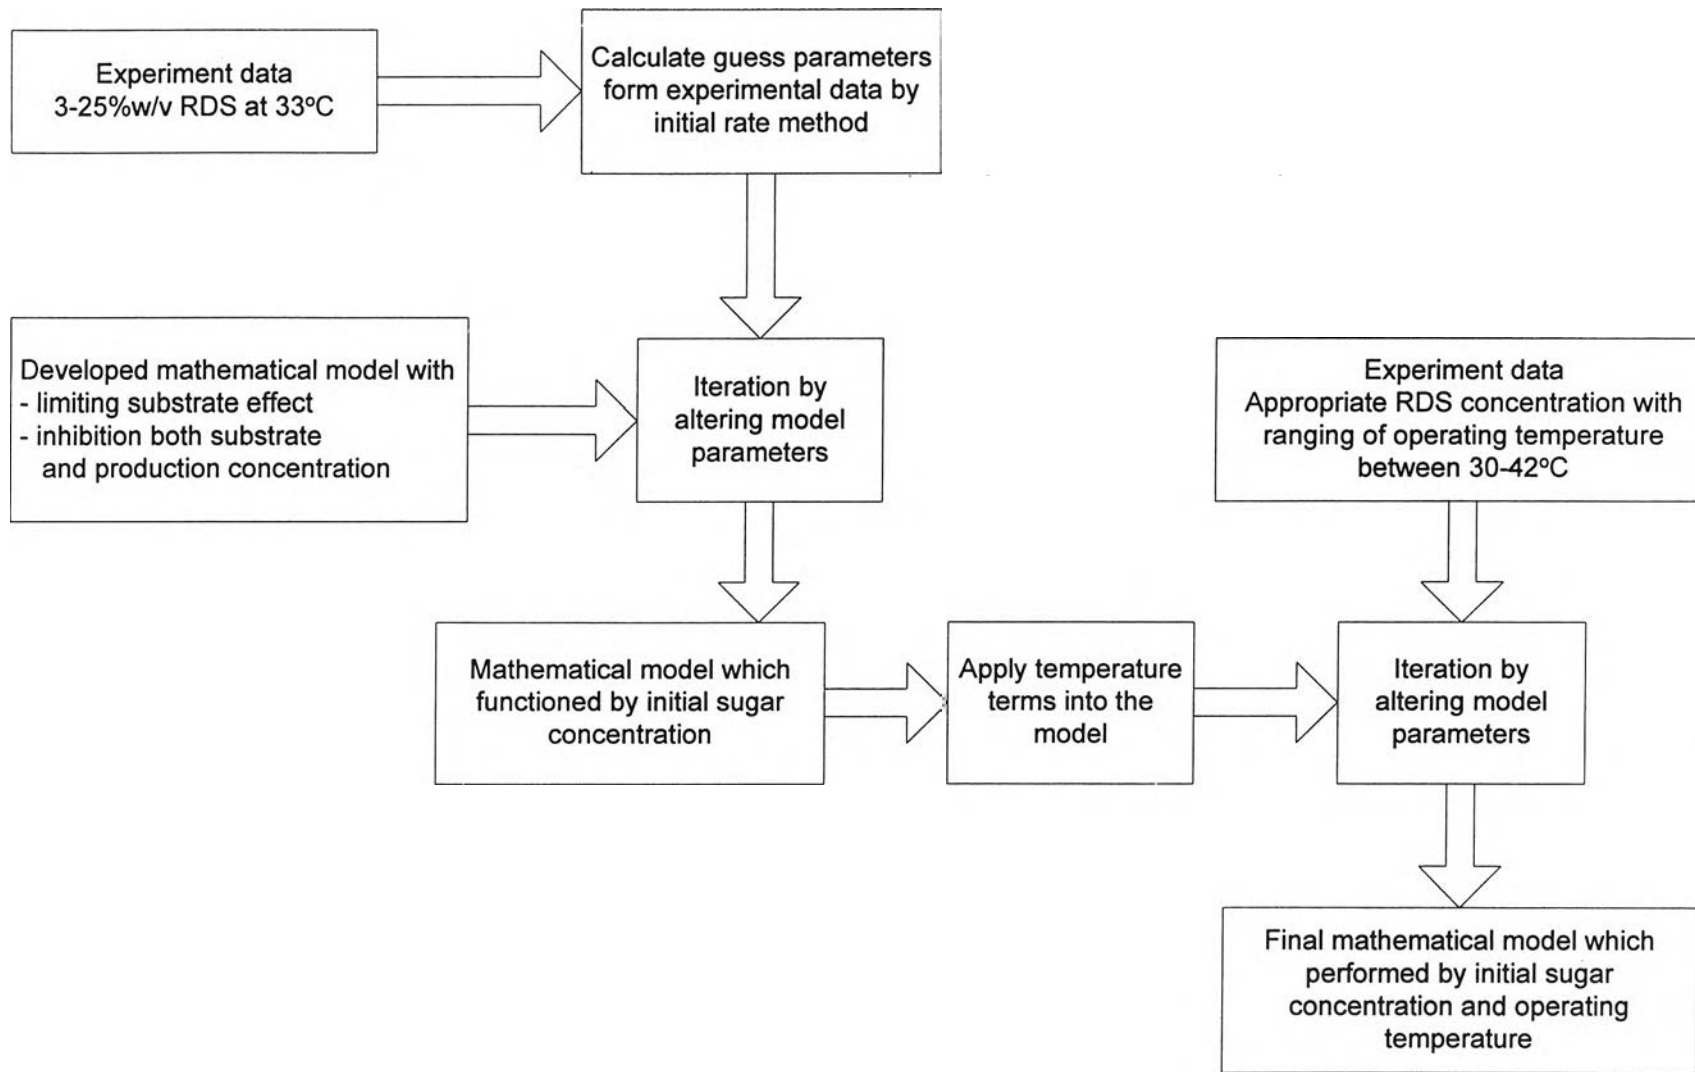 Experiment data
3-25%w/v RDS at 33ºC
Calculate guess parameters
form experimental data by
initial rate method
Developed mathematical model with
- limiting substrate effect
- inhibition both substrate
and production concentration
Iteration by
altering model
parameters
Experiment data
Appropriate RDS concentration with
ranging of operating temperature
between 30-42ºC
Mathematical model which
functioned by initial sugar
concentration
Apply temperature
terms into the
model
Iteration by
altering model
parameters
Final mathematical model which
performed by initial sugar
concentration and operating
temperature